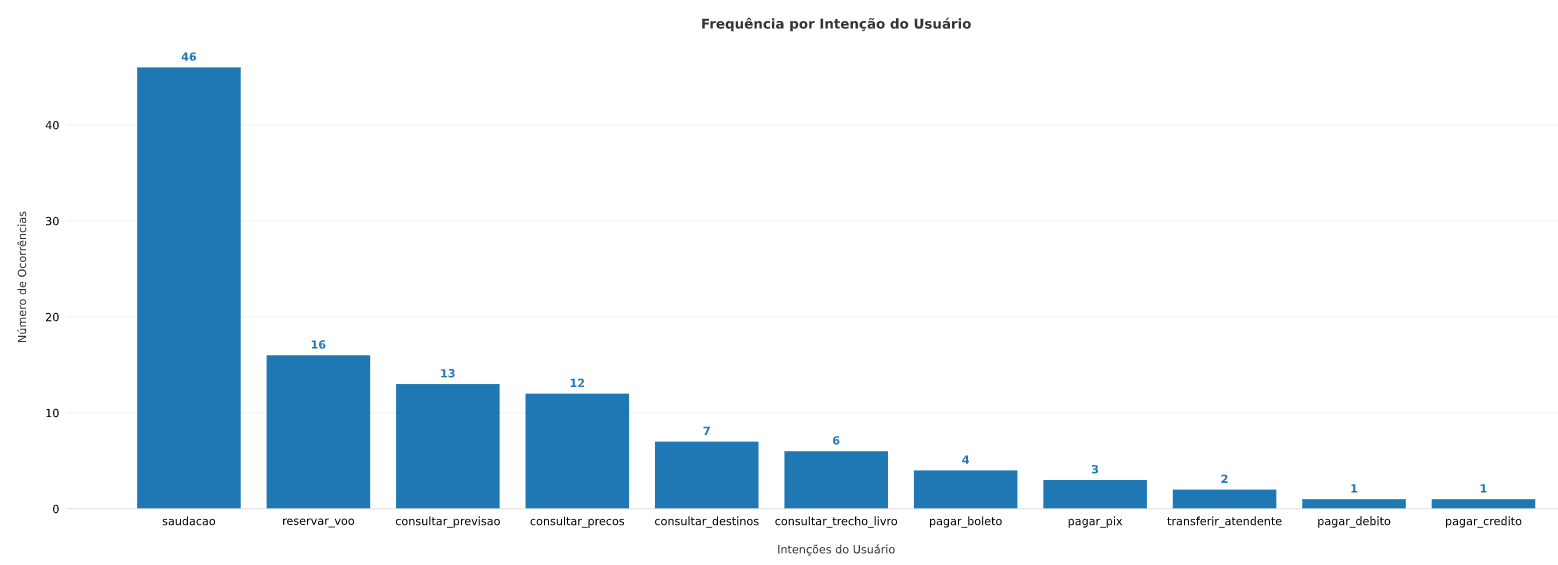 Frequência por Intenção do Usuário
46
16
13
12
7
6
4
3
2
1
1
40
30
20
10
0
Número de Ocorrências
saudacao
reservar_voo
consultar_previsao
consultar_precos
consultar_destinos
consultar_trecho_livro
pagar_boleto
pagar_pix
transferir_atendente
pagar_debito
pagar_credito
Intenções do Usuário